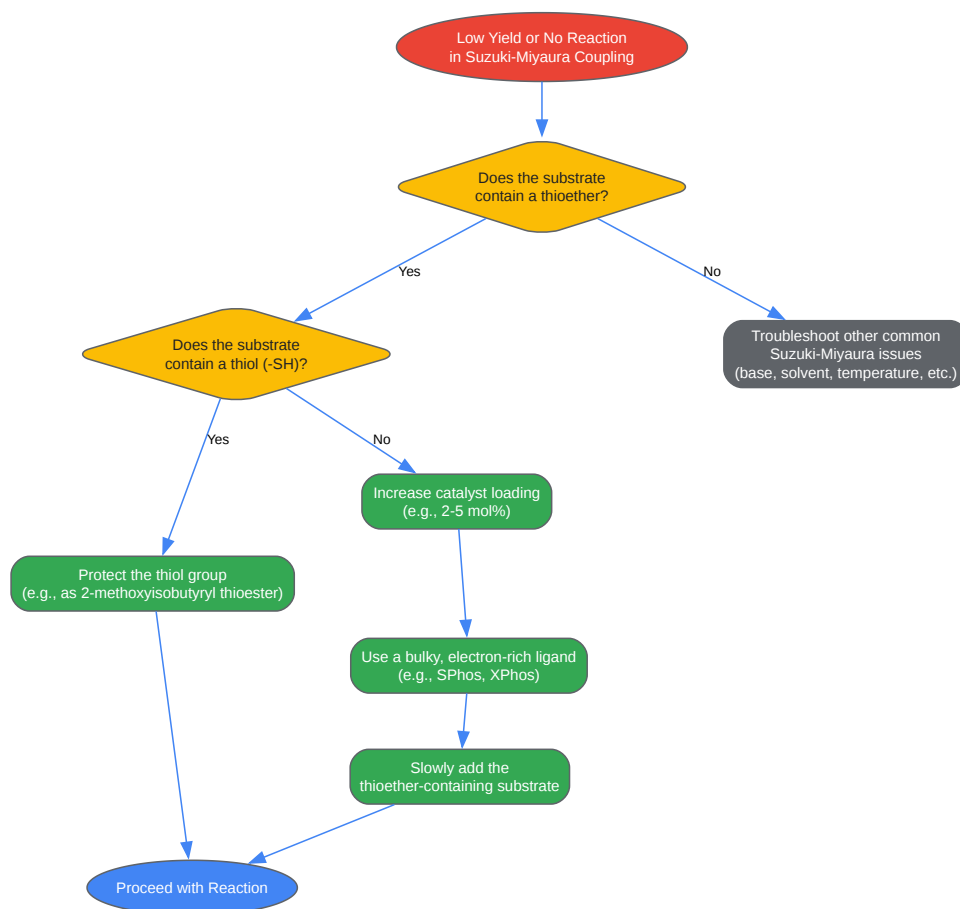 Low Yield or No Reaction
in Suzuki-Miyaura Coupling
Does the substrate
contain a thioether?
Yes
No
Does the substrate
contain a thiol (-SH)?
Troubleshoot other common
Suzuki-Miyaura issues
(base, solvent, temperature, etc.)
Yes
No
Increase catalyst loading
(e.g., 2-5 mol%)
Protect the thiol group
(e.g., as 2-methoxyisobutyryl thioester)
Use a bulky, electron-rich ligand
(e.g., SPhos, XPhos)
Slowly add the
thioether-containing substrate
Proceed with Reaction